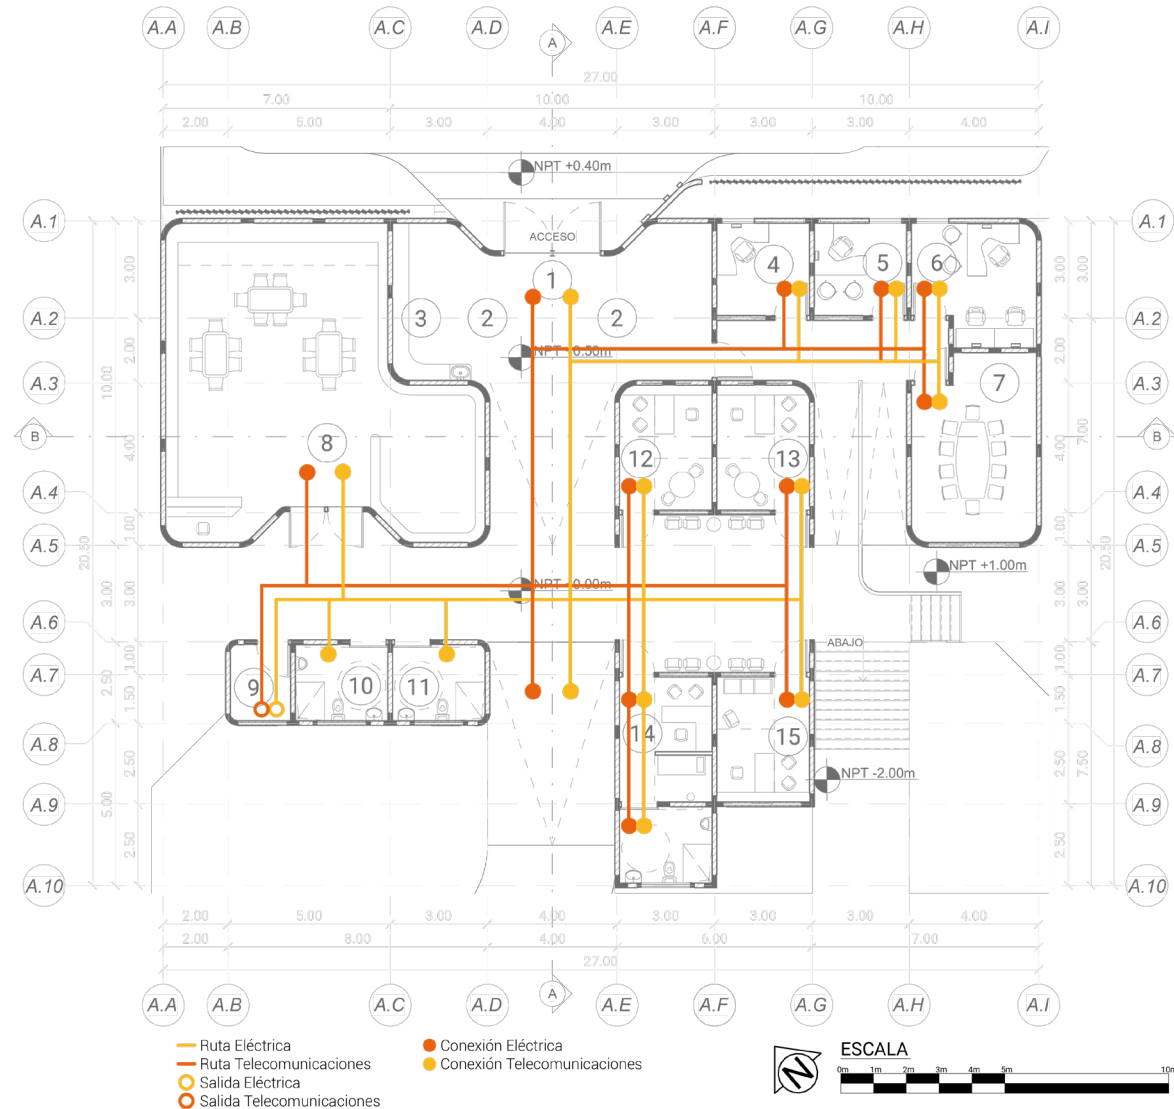 A.A A.B A.C A.D A.E A.F A.G A.H A.I
A
27.00
7.00 10.00 10.00
2.00 5.00 3.00 4.00 3.00 3.00 3.00 4.00
NPT +0.40m
A.1 A.1
ACCESO
1
4 5 6
3.00 3.00 3.00
3 2 2
A.2 A.2
NPT +0.50m
2.00 2.00
A.3 A.3
7
10.00
B B
8
4.00 4.00 7.00
12 13
A.4 A.4
1.00 1.00
A.5 A.5
20.50 20.50
NPT +1.00m
NPT +0.00m
3.00 3.00 3.00 3.00
A.6 A.6
ABAJO
1.00 1.00
A.7 A.7
9 10 11
2.50 1.50 1.50
14 15
A.8 A.8
2.50 2.50 7.50
NPT -2.00m
A.9 A.9
5.00
2.50 2.50
A.10 A.10
2.00 5.00 3.00 4.00 3.00 3.00 3.00 4.00
2.00 8.00 4.00 6.00 7.00
27.00
A
A.A A.B A.C A.D A.E A.F A.G A.H A.I
Ruta Eléctrica
Ruta Telecomunicaciones
Salida Eléctrica
Salida Telecomunicaciones
Conexión Eléctrica
Conexión Telecomunicaciones
N
ESCALA
0m 1m 2m 3m 4m 5m 10m